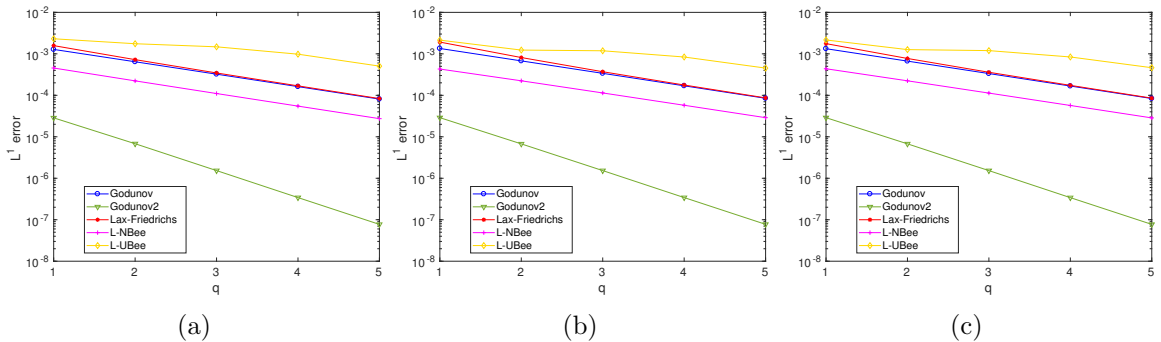 10^-2
10^-3
10^-4
10^-5
10^-6
10^-7
10^-8
L^1 error
Godunov
Godunov2
Lax-Friedrichs
L-NBee
L-UBee
1 2 3 4 5
q
(a)
10^-2
10^-3
10^-4
10^-5
10^-6
10^-7
10^-8
L^1 error
Godunov
Godunov2
Lax-Friedrichs
L-NBee
L-UBee
1 2 3 4 5
q
(b)
10^-2
10^-3
10^-4
10^-5
10^-6
10^-7
10^-8
L^1 error
Godunov
Godunov2
Lax-Friedrichs
L-NBee
L-UBee
1 2 3 4 5
q
(c)